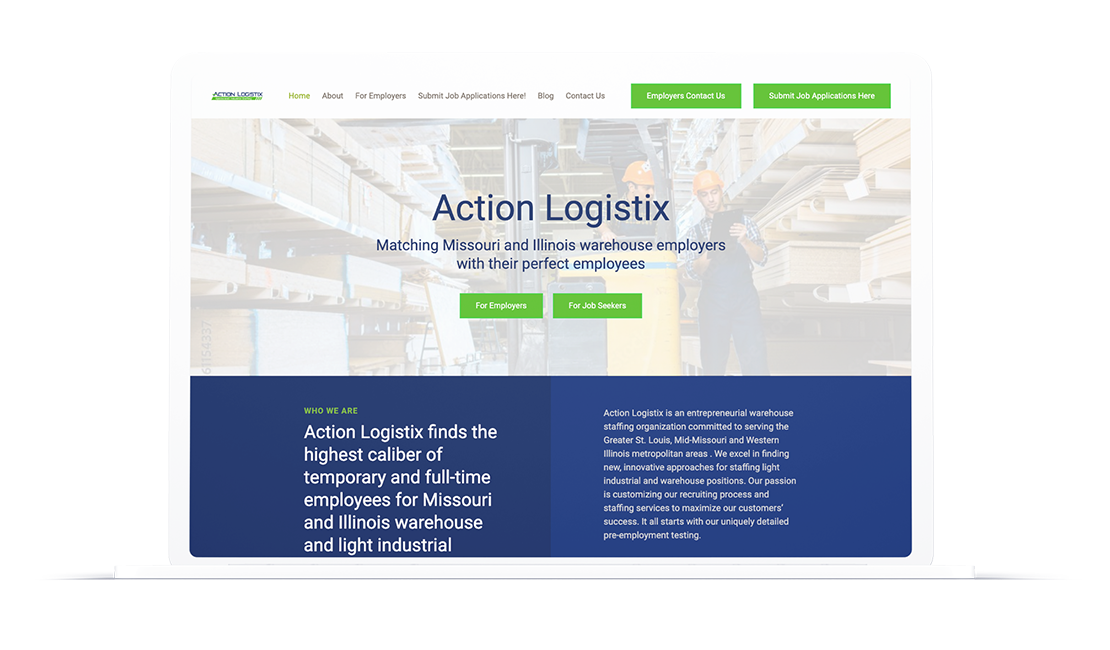 ACTION LOGISTIX
Home About For Employers Submit Job Applications Here! Blog Contact Us
Employers Contact Us
Submit Job Applications Here
Action Logistix
Matching Missouri and Illinois warehouse employers
with their perfect employees
For Employers
For Job Seekers
WHO WE ARE
Action Logistix finds the
highest caliber of
temporary and full-time
employees for Missouri
and Illinois warehouse
and light industrial
Action Logistix is an entrepreneurial warehouse
staffing organization committed to serving the
Greater St. Louis, Mid-Missouri and Western
Illinois metropolitan areas . We excel in finding
new, innovative approaches for staffing light
industrial and warehouse positions. Our passion
is customizing our recruiting process and
staffing services to maximize our customers'
success. It all starts with our uniquely detailed
pre-employment testing.